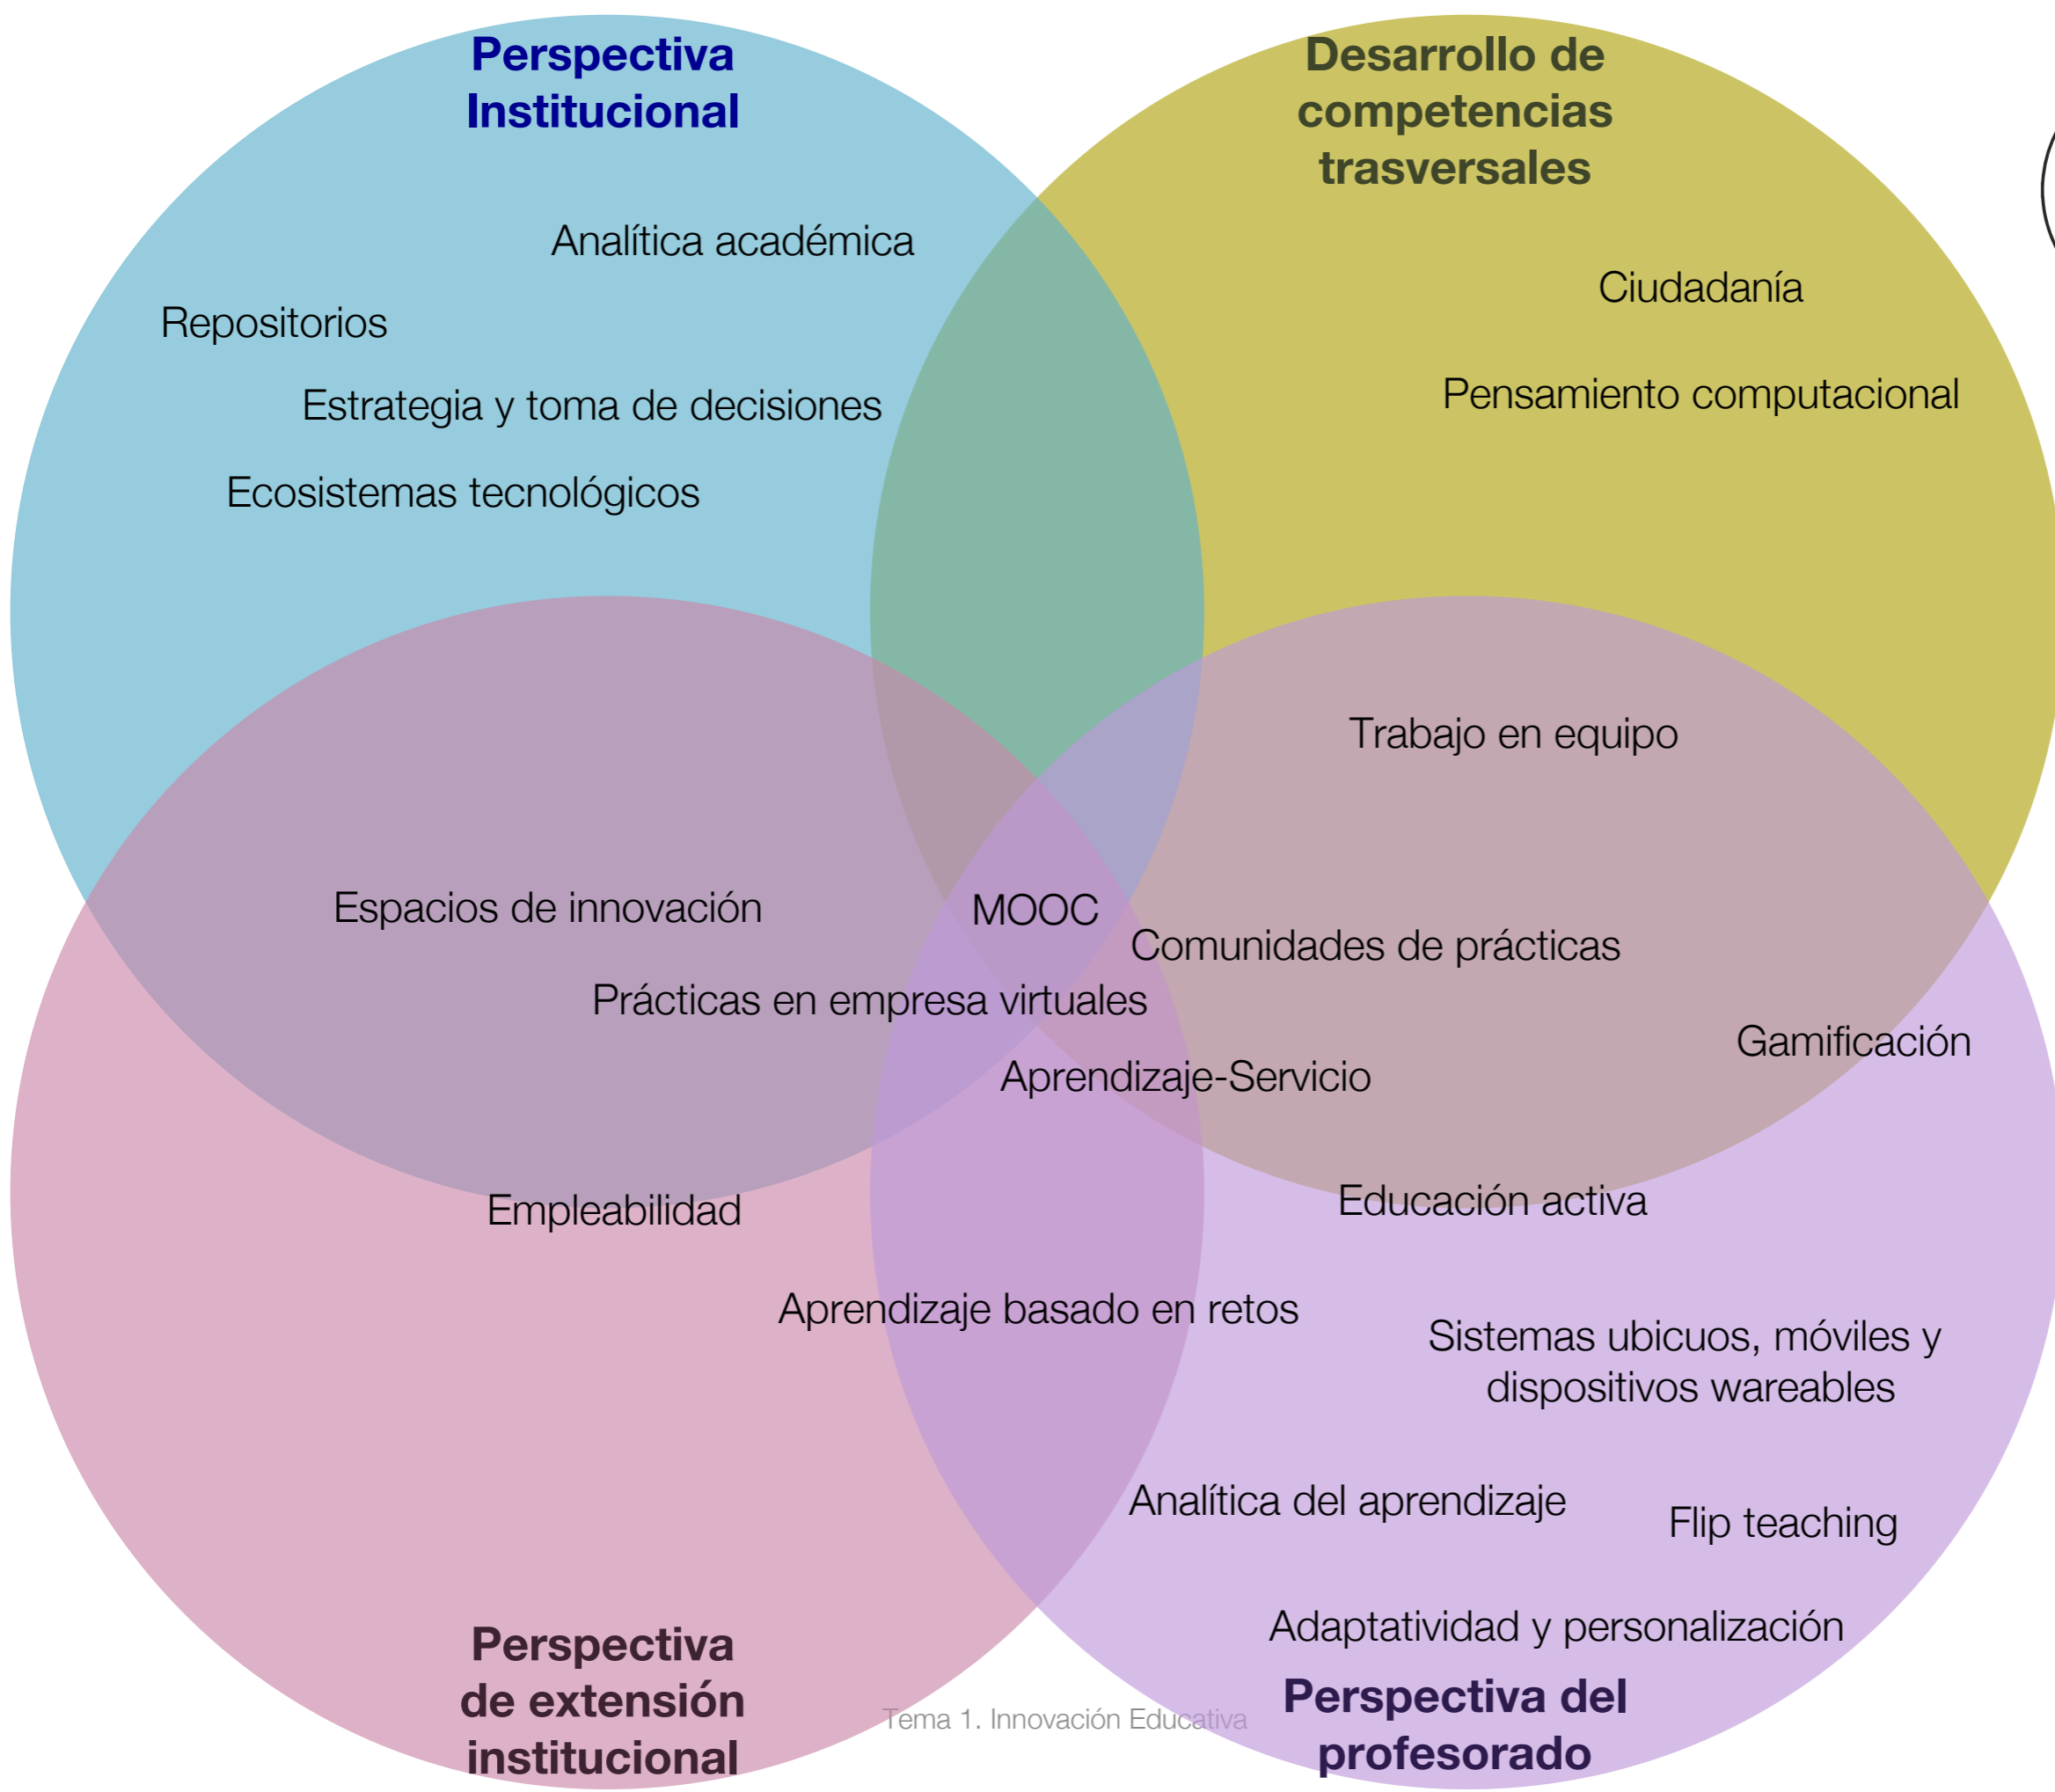 Perspectiva
Institucional
Desarrollo de
competencias
trasversales
Analítica académica
Ciudadanía
Repositorios
Pensamiento computacional
Estrategia y toma de decisiones
Ecosistemas tecnológicos
Trabajo en equipo
Espacios de innovación
MOOC
Comunidades de prácticas
Prácticas en empresa virtuales
Gamificación
Aprendizaje-Servicio
Empleabilidad
Educación activa
Aprendizaje basado en retos
Sistemas ubicuos, móviles y
dispositivos wareables
Analítica del aprendizaje
Flip teaching
Adaptatividad y personalización
Perspectiva
de extensión
institucional
Tema 1. Innovación Educativa
Perspectiva del
profesorado